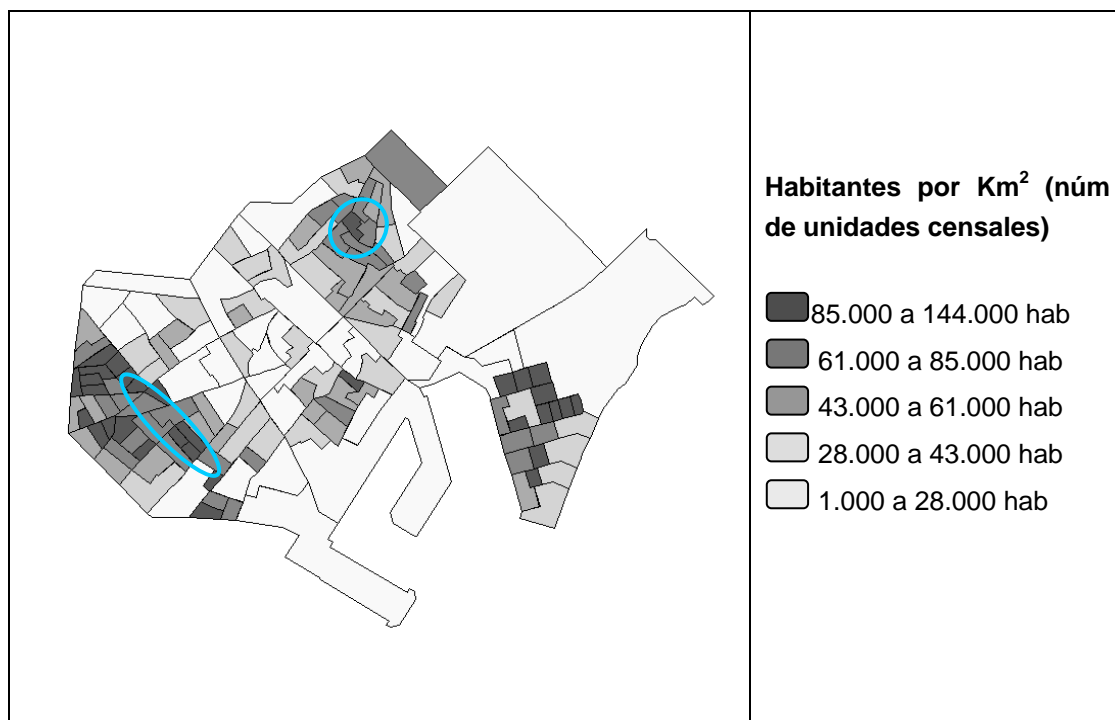 Habitantes por Km² (núm
de unidades censales)
85.000 a 144.000 hab
61.000 a 85.000 hab
43.000 a 61.000 hab
28.000 a 43.000 hab
1.000 a 28.000 hab